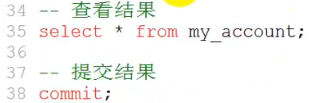 34 -- 查看结果
35 select * from my_account;
36
37 -- 提交结果
38 commit;